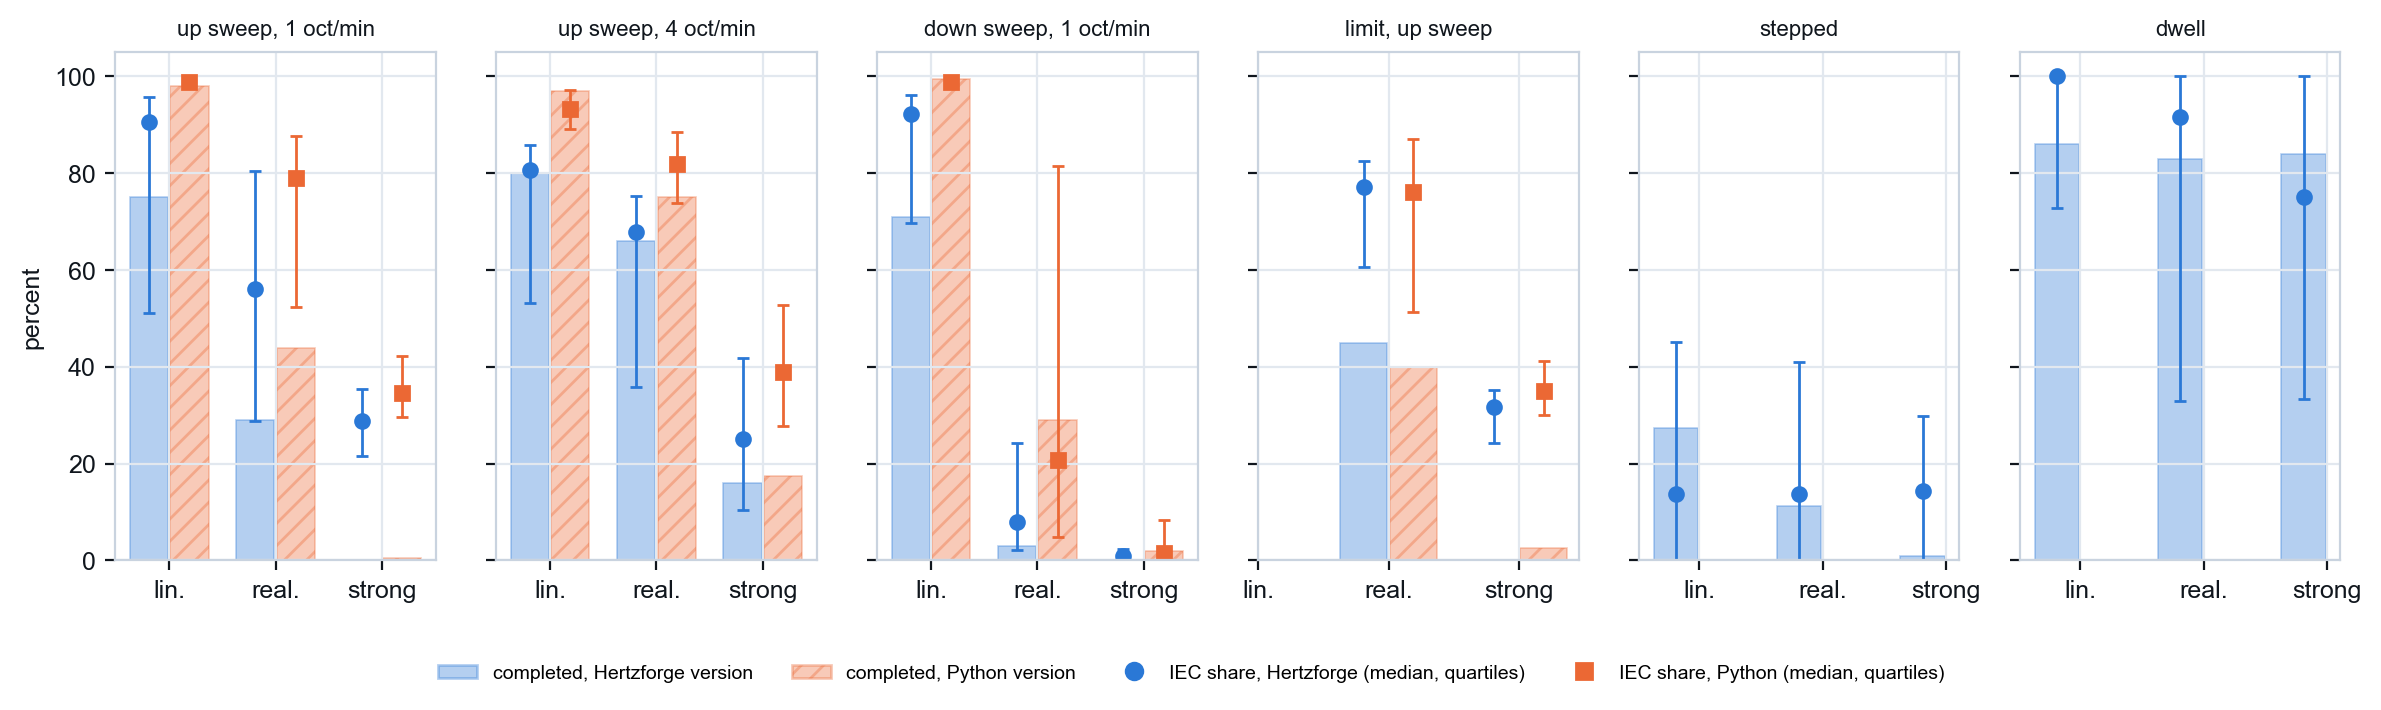 up sweep, 1 oct/min
up sweep, 4 oct/min
down sweep, 1 oct/min
limit, up sweep
stepped
dwell
percent
100
80
60
40
20
0
lin. real. strong
lin. real. strong
lin. real. strong
lin. real. strong
lin. real. strong
lin. real. strong
completed, Hertzforge version
completed, Python version
IEC share, Hertzforge (median, quartiles)
IEC share, Python (median, quartiles)